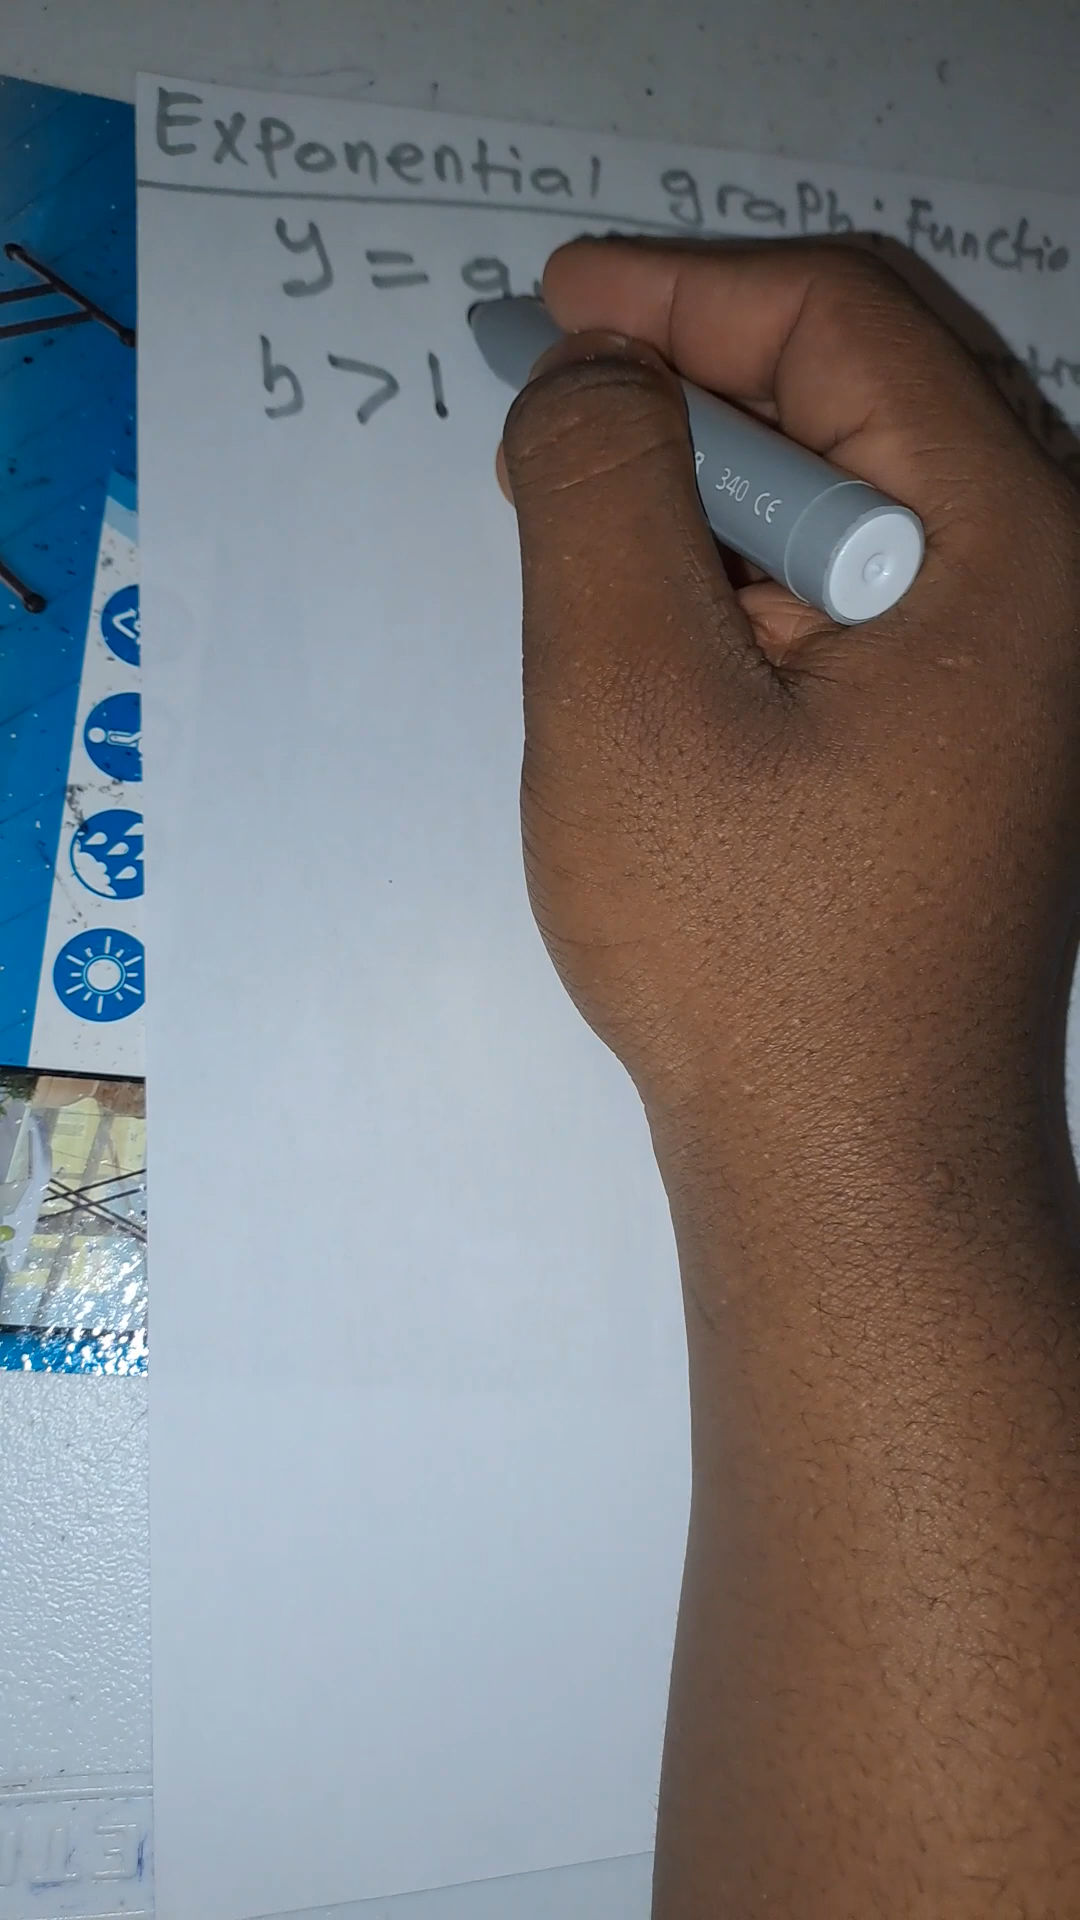 Exponential graph: Functio
y = a
b > 1
340 CE